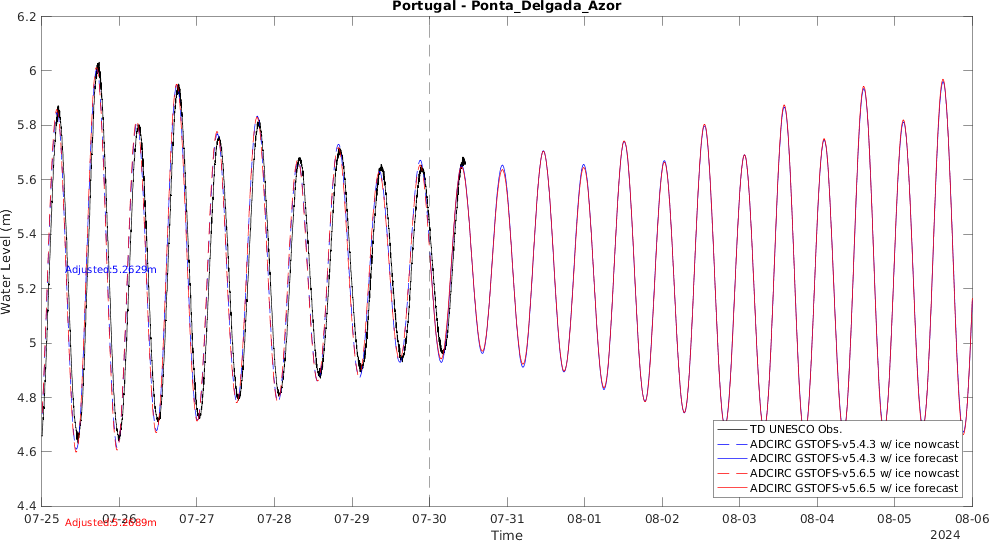 Portugal - Ponta_Delgada_Azor
6.2
6
5.8
5.6
5.4
5.2
5
4.8
4.6
4.4
Water Level (m)
Adjusted:5.2629m
Adjusted:5.2689m
TD UNESCO Obs.
ADCIRC GSTOFS-v5.4.3 w/ ice nowcast
ADCIRC GSTOFS-v5.4.3 w/ ice forecast
ADCIRC GSTOFS-v5.6.5 w/ ice nowcast
ADCIRC GSTOFS-v5.6.5 w/ ice forecast
07-25 07-26 07-27 07-28 07-29 07-30 07-31 08-01 08-02 08-03 08-04 08-05 08-06
Time
2024